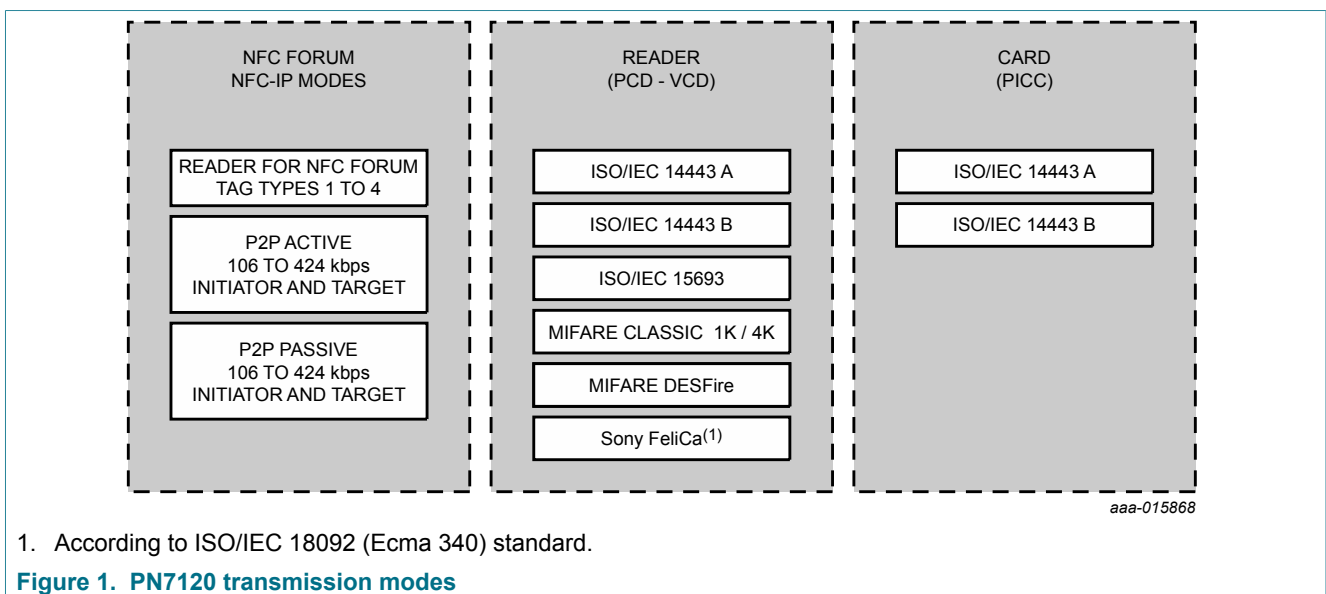 NFC FORUM
NFC-IP MODES
READER FOR NFC FORUM
TAG TYPES 1 TO 4
P2P ACTIVE
106 TO 424 kbps
INITIATOR AND TARGET
P2P PASSIVE
106 TO 424 kbps
INITIATOR AND TARGET
READER
(PCD - VCD)
ISO/IEC 14443 A
ISO/IEC 14443 B
ISO/IEC 15693
MIFARE CLASSIC 1K / 4K
MIFARE DESFire
Sony FeliCa(1)
CARD
(PICC)
ISO/IEC 14443 A
ISO/IEC 14443 B
aaa-015868
1. According to ISO/IEC 18092 (Ecma 340) standard.
Figure 1. PN7120 transmission modes